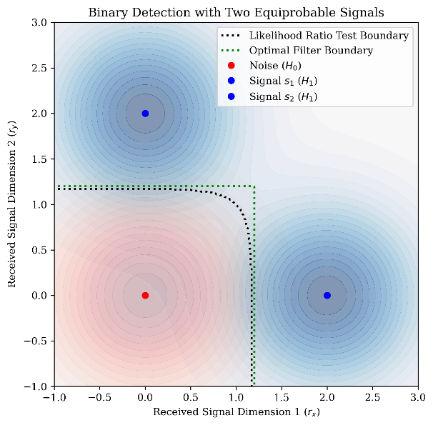 Binary Detection with Two Equiprobable Signals
Likelihood Ratio Test Boundary
Optimal Filter Boundary
Noise (H₀)
Signal s₁ (H₁)
Signal s₂ (H₁)
Received Signal Dimension 2 (r_y)
3.0
2.5
2.0
1.5
1.0
0.5
0.0
−0.5
−1.0
−1.0 −0.5 0.0 0.5 1.0 1.5 2.0 2.5 3.0
Received Signal Dimension 1 (rₓ)